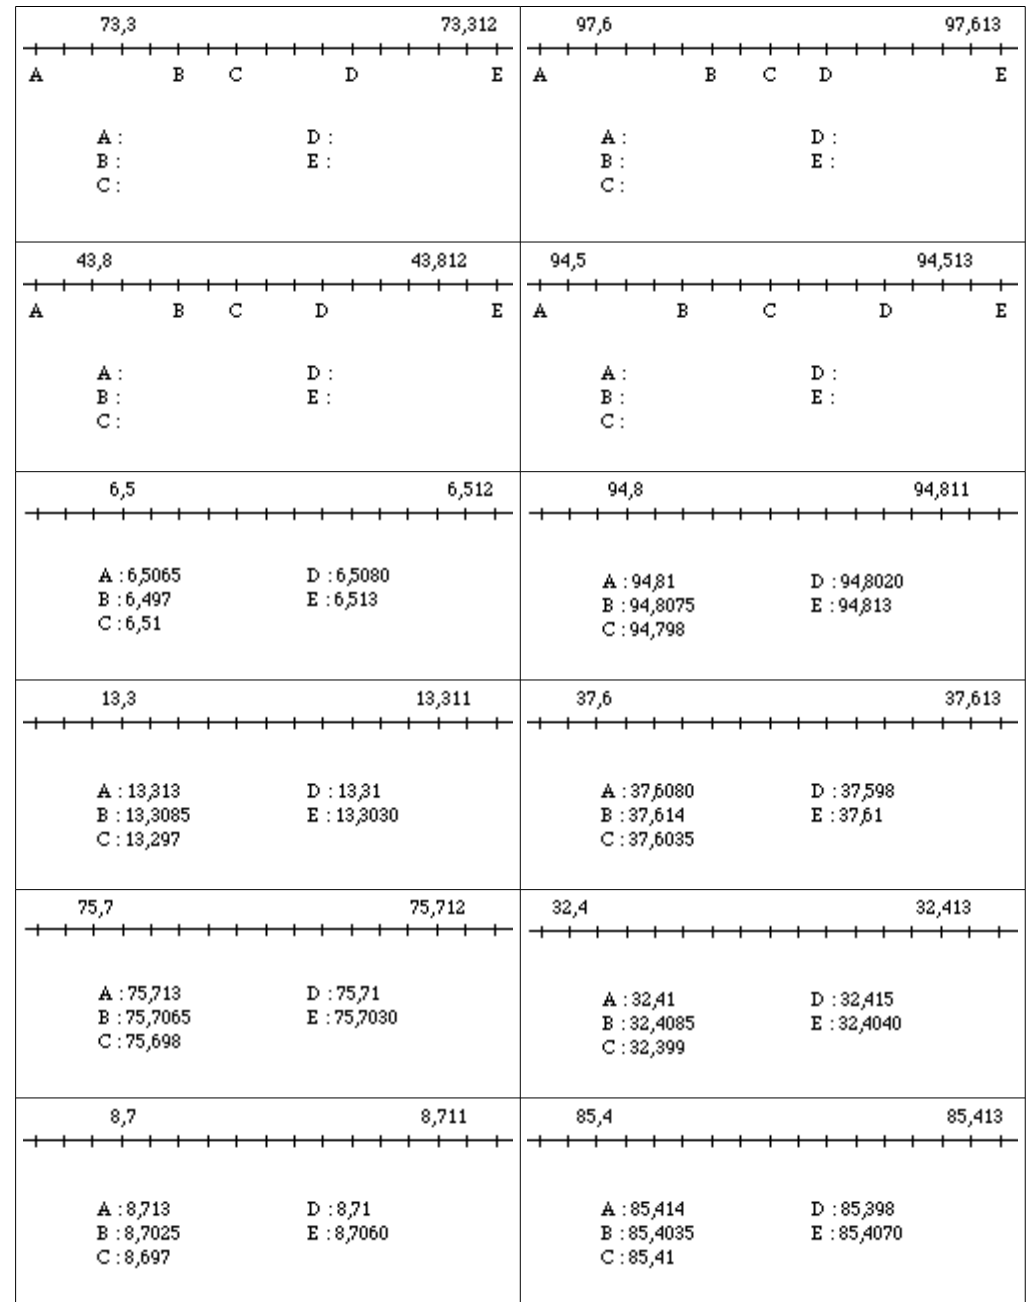 73,3 73,312
A B C D E
A : D :
B : E :
C :
97,6 97,613
A B C D E
A : D :
B : E :
C :
43,8 43,812
A B C D E
A : D :
B : E :
C :
94,5 94,513
A B C D E
A : D :
B : E :
C :
6,5 6,512
A : 6,5065 D : 6,5080
B : 6,497 E : 6,513
C : 6,51
94,8 94,811
A : 94,81 D : 94,8020
B : 94,8075 E : 94,813
C : 94,798
13,3 13,311
A : 13,313 D : 13,31
B : 13,3085 E : 13,3030
C : 13,297
37,6 37,613
A : 37,6080 D : 37,598
B : 37,614 E : 37,61
C : 37,6035
75,7 75,712
A : 75,713 D : 75,71
B : 75,7065 E : 75,7030
C : 75,698
32,4 32,413
A : 32,41 D : 32,415
B : 32,4085 E : 32,4040
C : 32,399
8,7 8,711
A : 8,713 D : 8,71
B : 8,7025 E : 8,7060
C : 8,697
85,4 85,413
A : 85,414 D : 85,398
B : 85,4035 E : 85,4070
C : 85,41